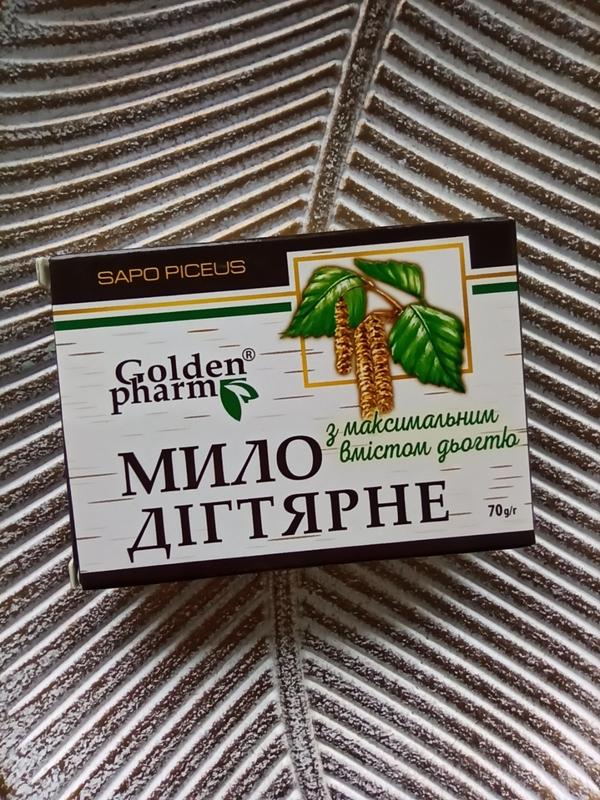 SAPO PICEUS
Golden®
pharm
з максимальним
вмістом дьогтю
МИЛО
ДІГТЯРНЕ
70g/г